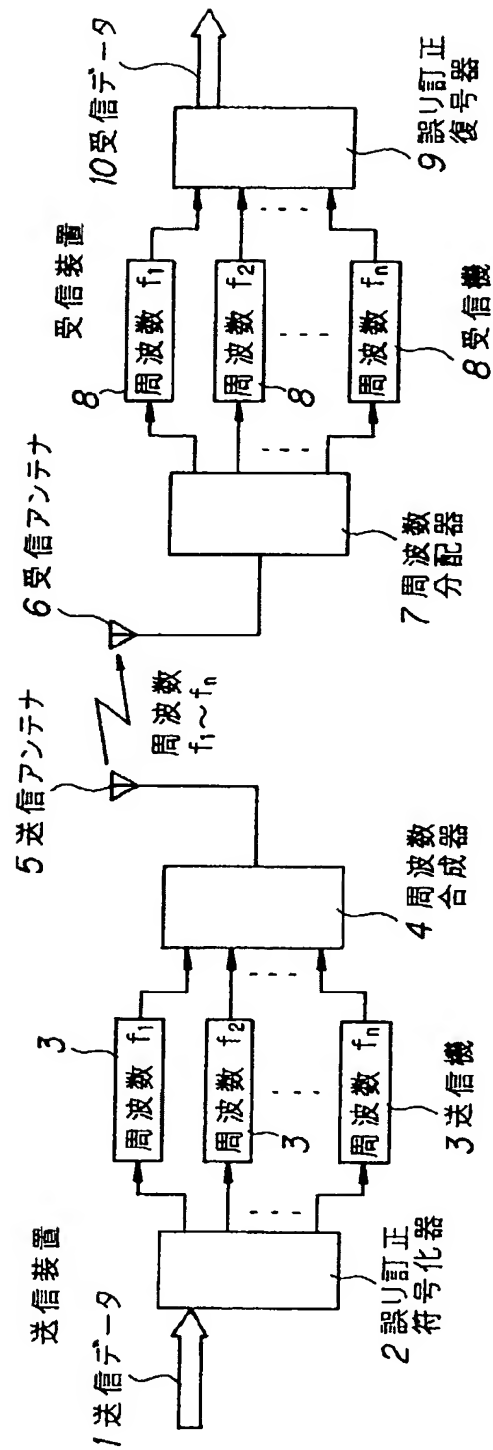 送信装置
1 送信データ
2 誤り訂正
符号化器
3
周波数 f₁
周波数 f₂
3
周波数 fₙ
3 送信機
4 周波数
合成器
5 送信アンテナ
周波数
f₁～fₙ
6 受信アンテナ
7 周波数
分配器
受信装置
8
周波数 f₁
周波数 f₂
8
周波数 fₙ
8 受信機
9 誤り訂正
復号器
10 受信データ